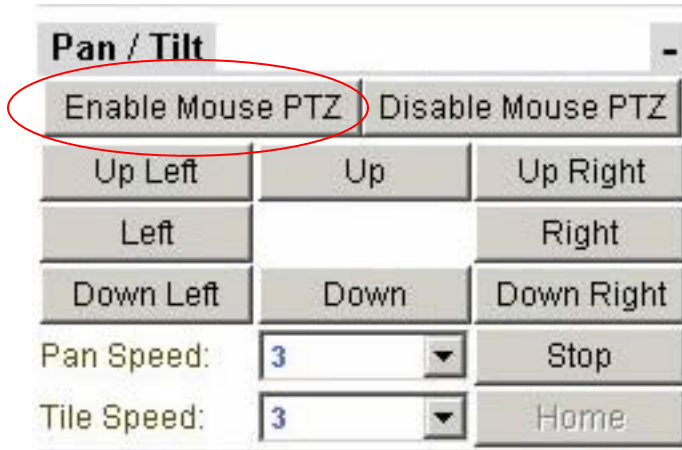 Pan / Tilt -
Enable Mouse PTZ Disable Mouse PTZ
Up Left Up Up Right
Left Right
Down Left Down Down Right
Pan Speed: 3 Stop
Tile Speed: 3 Home